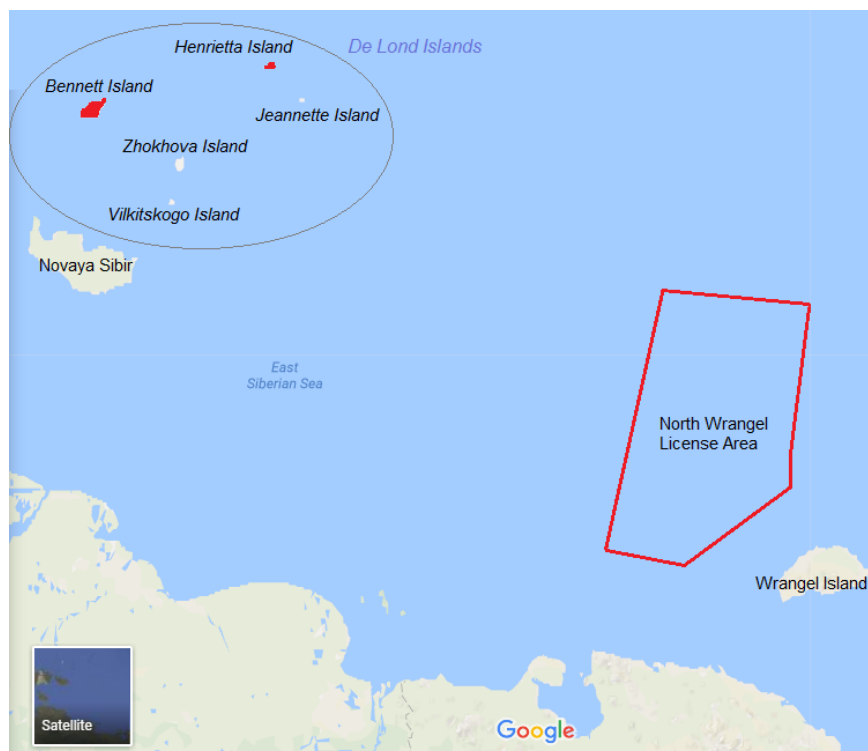 Henrietta Island
De Lond Islands
Bennett Island
Jeannette Island
Zhokhova Island
Vilkitskogo Island
Novaya Sibir
East
Siberian Sea
North Wrangel
License Area
Wrangel Island
Satellite
Google